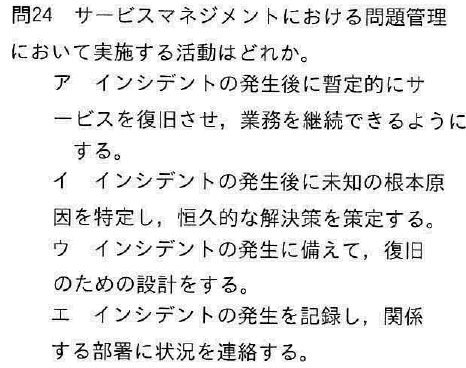 問24　サービスマネジメントにおける問題管理
において実施する活動はどれか。
ア　インシデントの発生後に暫定的にサ
ービスを復旧させ，業務を継続できるように
する。
イ　インシデントの発生後に未知の根本原
因を特定し，恒久的な解決策を策定する。
ウ　インシデントの発生に備えて，復旧
のための設計をする。
エ　インシデントの発生を記録し，関係
する部署に状況を連絡する。